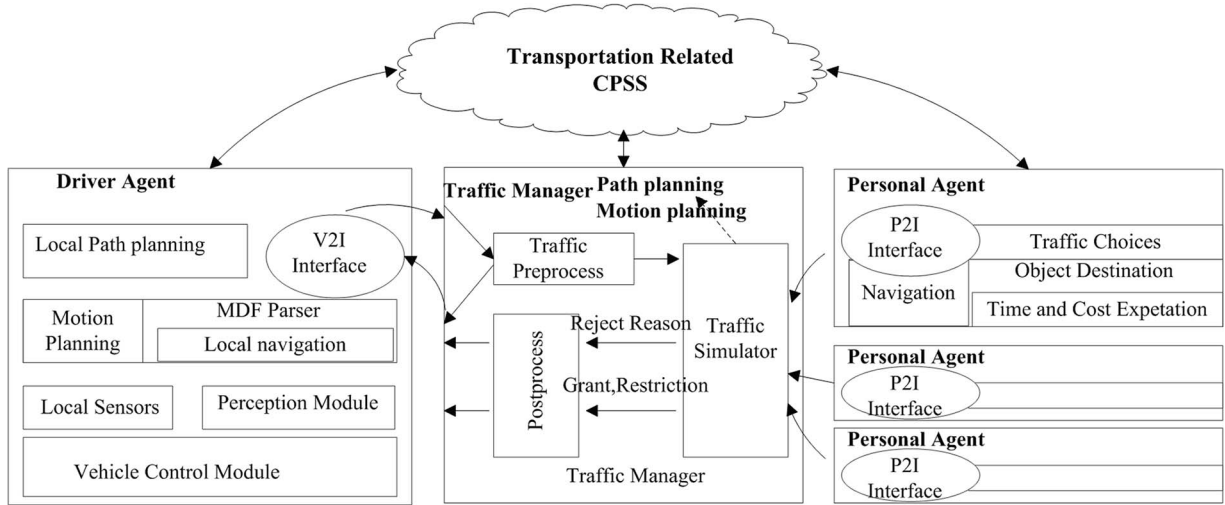 Transportation Related
CPSS
Driver Agent
Local Path planning
V2I
Interface
Motion
Planning
MDF Parser
Local navigation
Local Sensors
Perception Module
Vehicle Control Module
Traffic Manager
Path planning
Motion planning
Traffic
Preprocess
Postprocess
Reject Reason
Grant,Restriction
Traffic
Simulator
Traffic Manager
Personal Agent
P2I
Interface
Traffic Choices
Object Destination
Navigation
Time and Cost Expetation
Personal Agent
P2I
Interface
Personal Agent
P2I
Interface